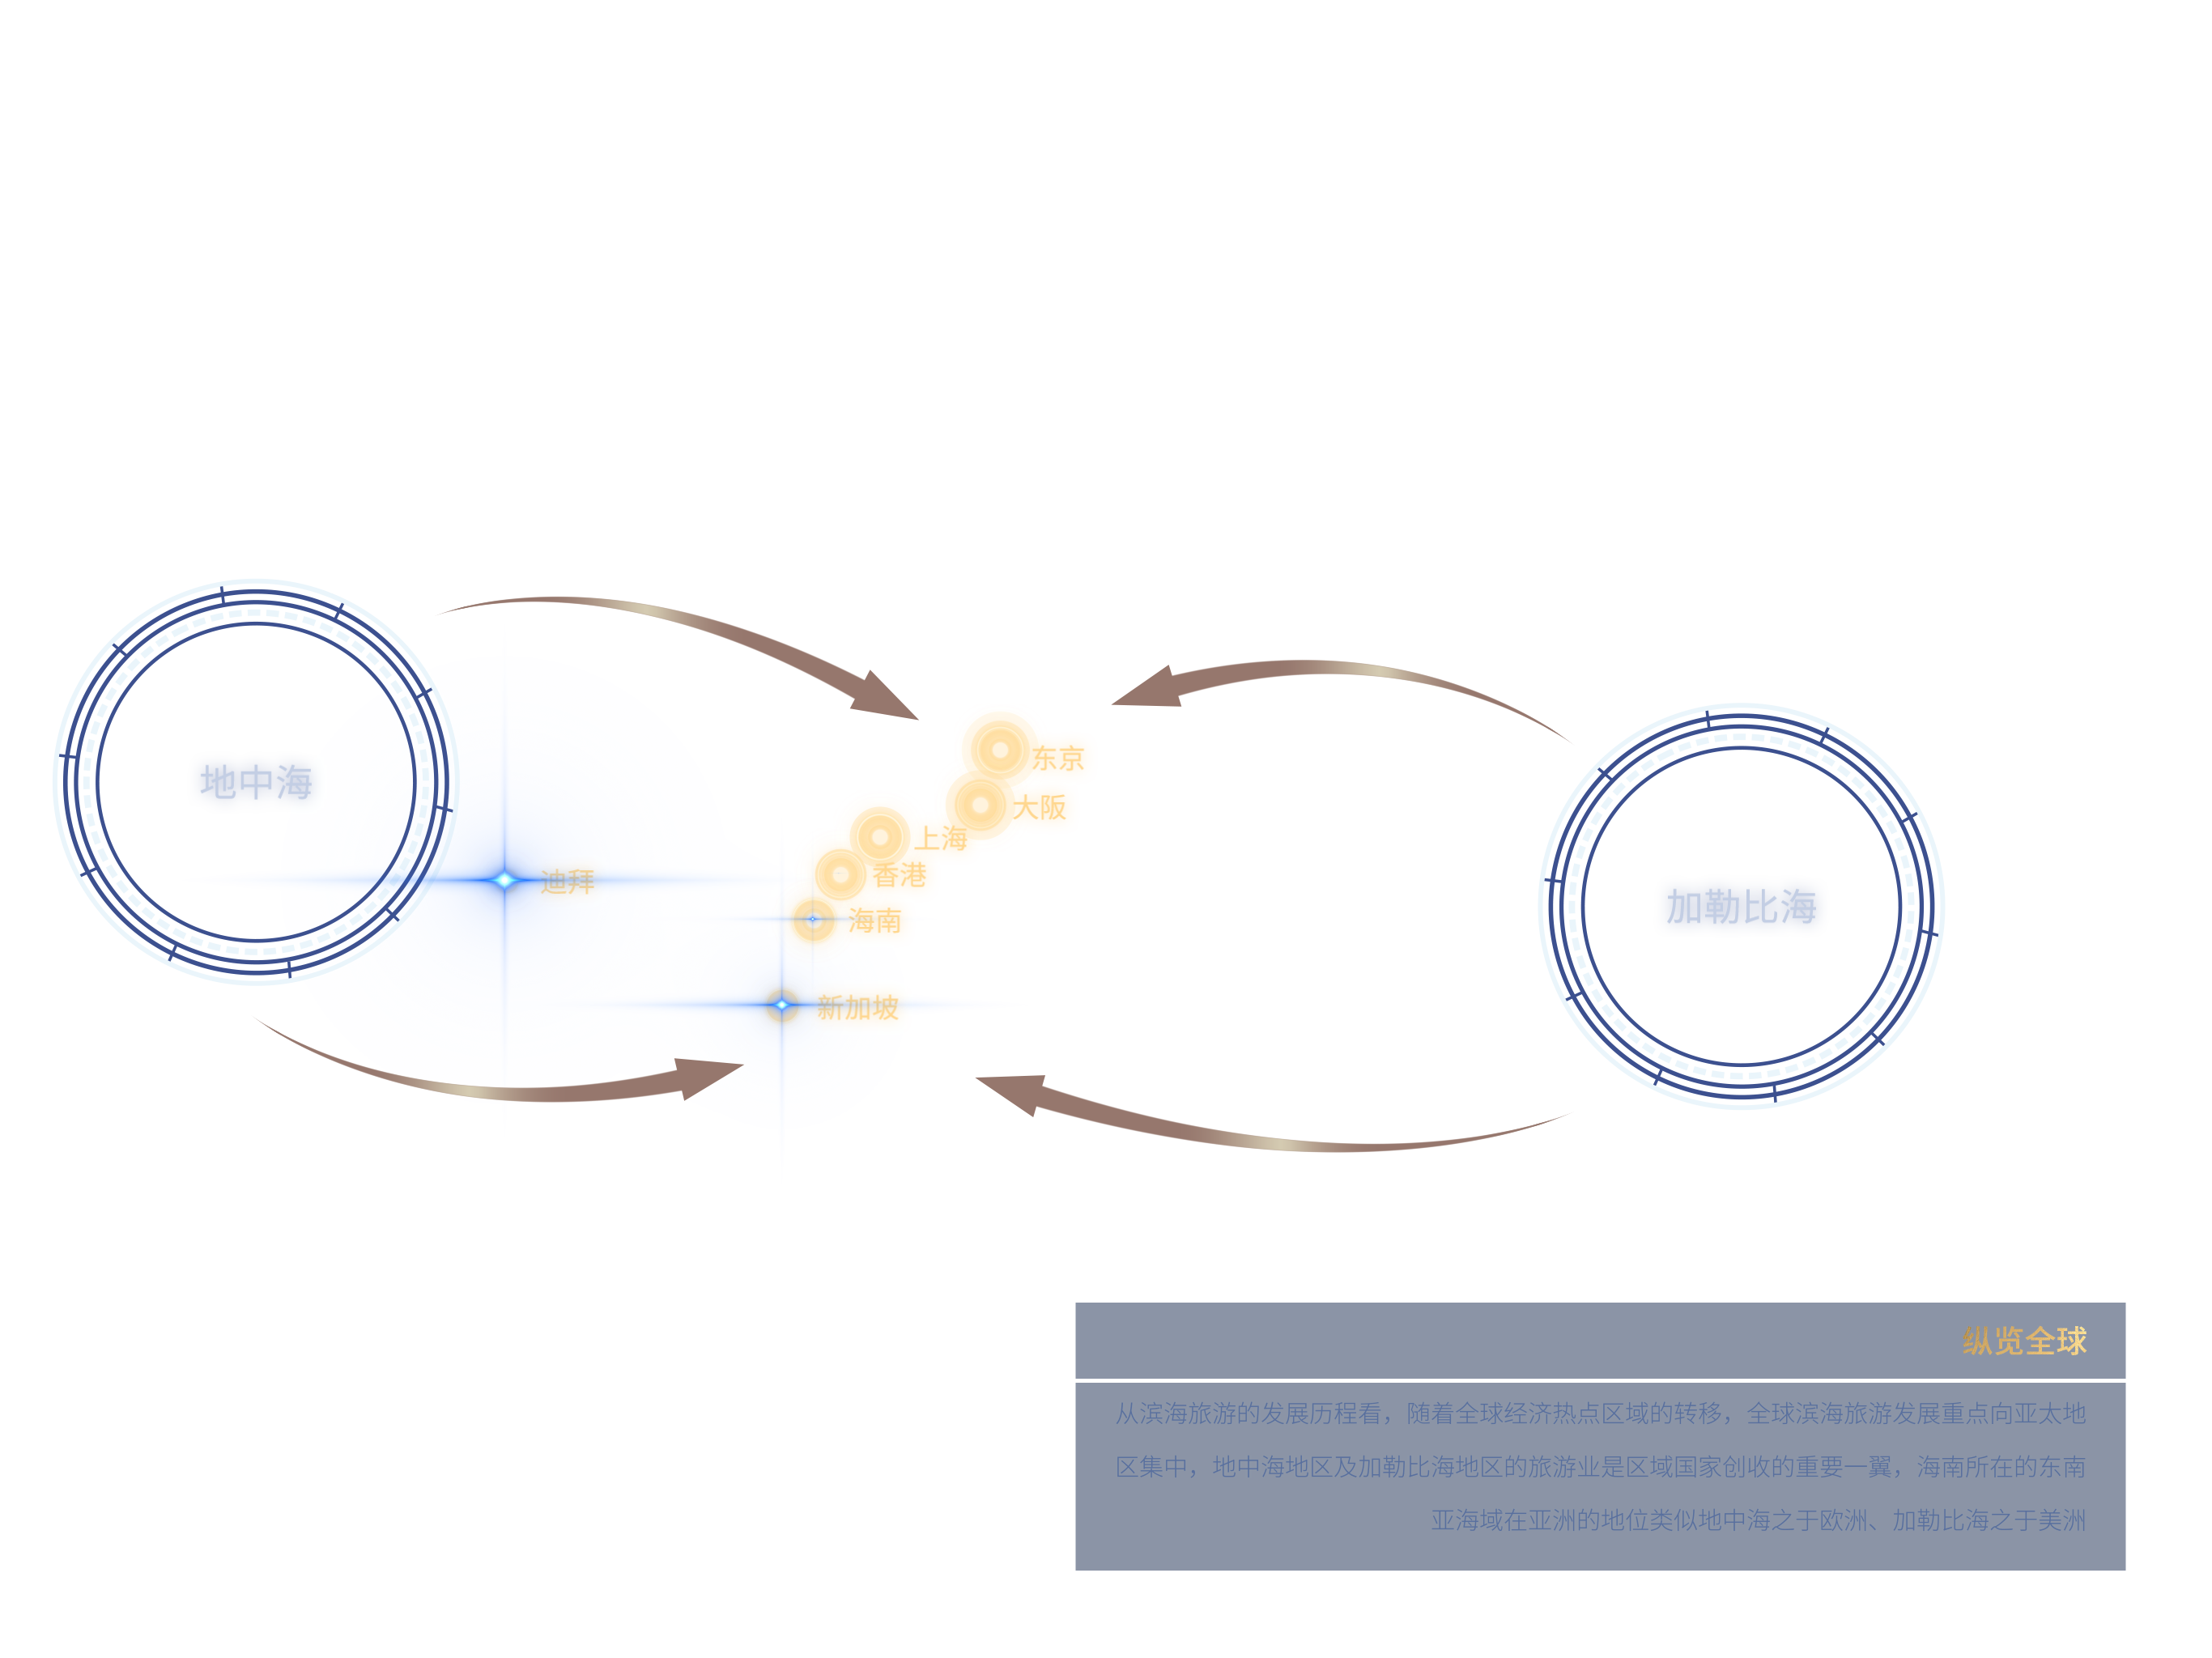 地中海
东京
大阪
上海
香港
迪拜
海南
加勒比海
新加坡
纵览全球
从滨海旅游的发展历程看，随着全球经济热点区域的转移，全球滨海旅游发展重点向亚太地
区集中，地中海地区及加勒比海地区的旅游业是区域国家创收的重要一翼，海南所在的东南
亚海域在亚洲的地位类似地中海之于欧洲、加勒比海之于美洲